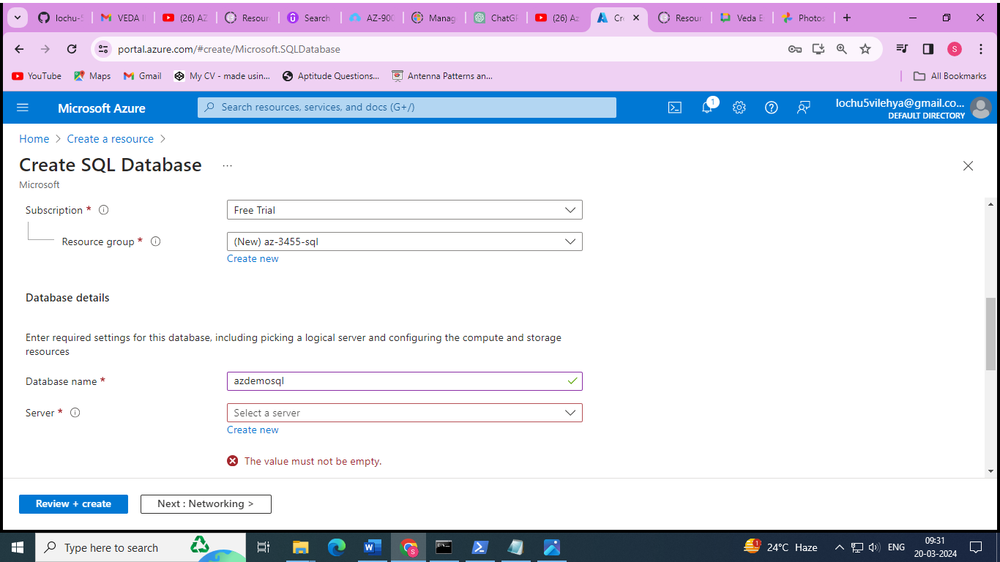 lochu-5
VEDA I
(26) AZ
Resour
Search
AZ-900
Manag
ChatGP
(26) Az
Cre
Resour
Veda E
Photos
portal.azure.com/#create/Microsoft.SQLDatabase
S
YouTube
Maps
Gmail
My CV - made usin...
Aptitude Questions...
Antenna Patterns an...
All Bookmarks
Microsoft Azure
Search resources, services, and docs (G+/)
1
lochu5vilehya@gmail.co...
DEFAULT DIRECTORY
Home > Create a resource >
Create SQL Database ...
Microsoft
Subscription *
Free Trial
Resource group *
(New) az-3455-sql
Create new
Database details
Enter required settings for this database, including picking a logical server and configuring the compute and storage
resources
Database name *
azdemosql
Server *
Select a server
Create new
The value must not be empty.
Review + create
Next : Networking >
Type here to search
24°C Haze
ENG
09:31
20-03-2024